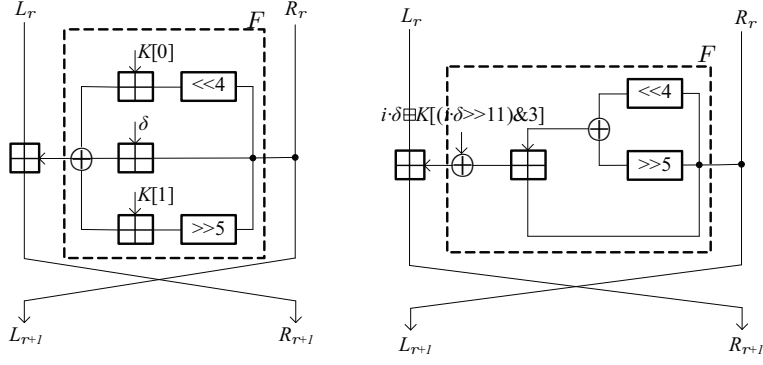 L_r
R_r
F
K[0]
<<4
δ
K[1]
>>5
L_{r+1}
R_{r+1}
L_r
R_r
F
<<4
i·δ⊞K[(i·δ>>11)&3]
>>5
L_{r+1}
R_{r+1}